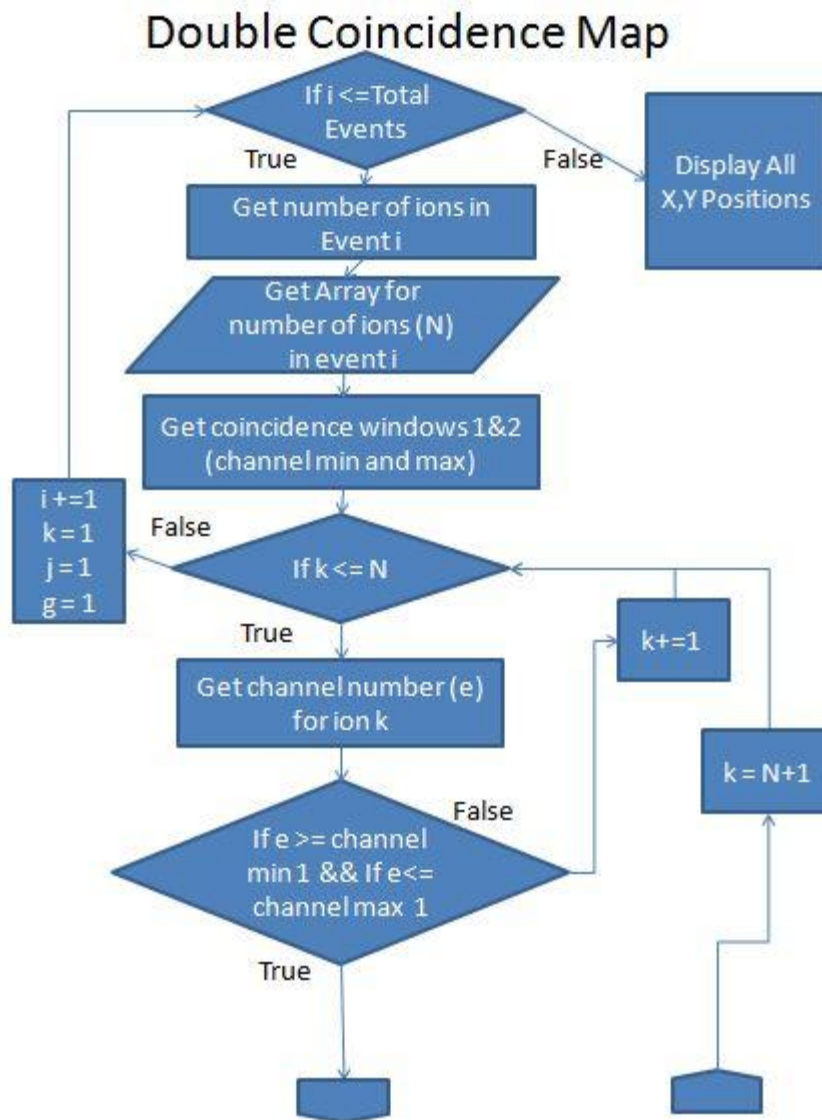 Double Coincidence Map
If i <=Total
Events
True
False
Display All
X,Y Positions
Get number of ions in
Event i
Get Array for
number of ions (N)
in event i
Get coincidence windows 1&2
(channel min and max)
i +=1
k = 1
j = 1
g = 1
False
If k <= N
True
k+=1
Get channel number (e)
for ion k
k = N+1
False
If e >= channel
min 1 && If e<=
channel max 1
True